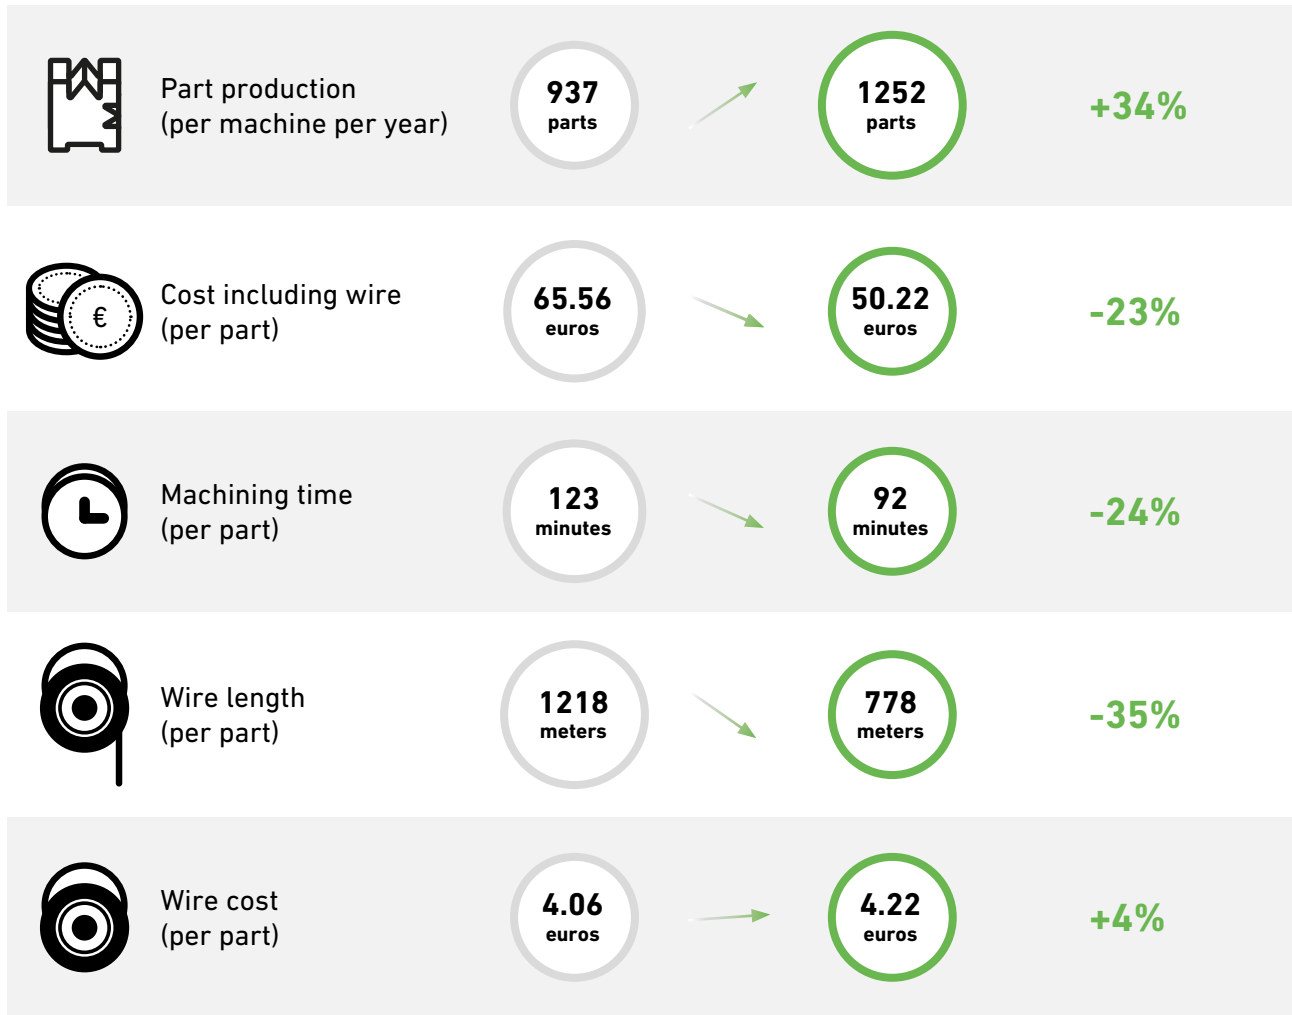 Part production
(per machine per year)
937
parts
1252
parts
+34%
€
Cost including wire
(per part)
65.56
euros
50.22
euros
-23%
Machining time
(per part)
123
minutes
92
minutes
-24%
Wire length
(per part)
1218
meters
778
meters
-35%
Wire cost
(per part)
4.06
euros
4.22
euros
+4%